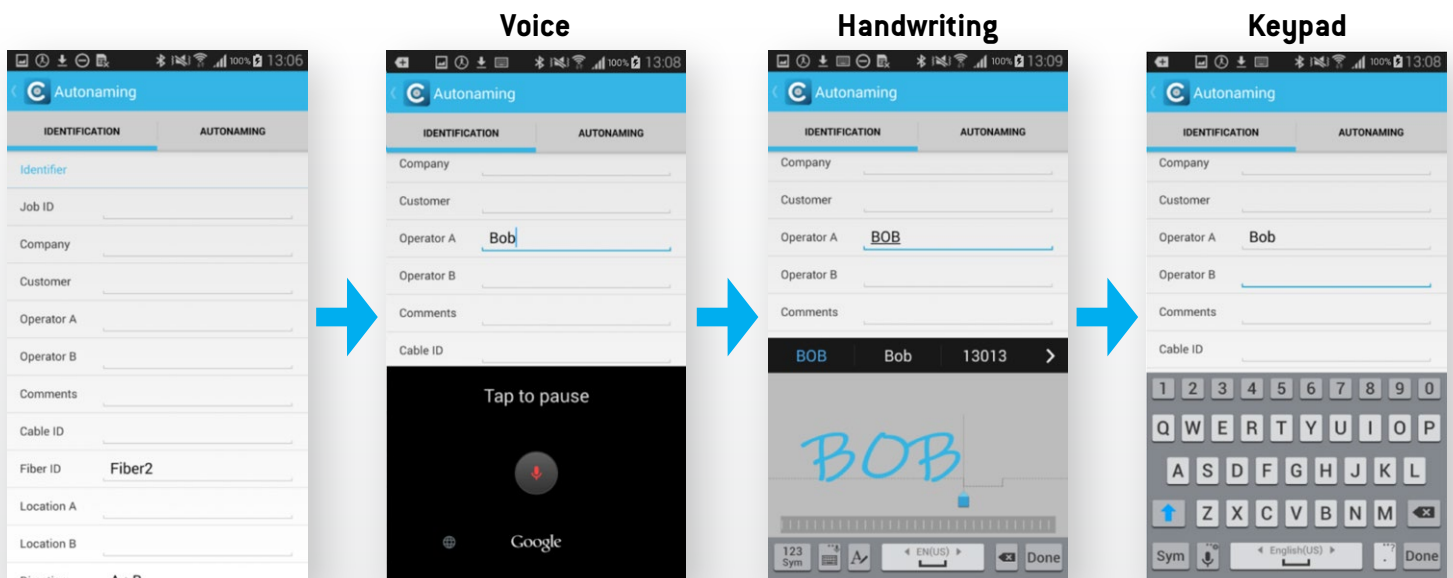 Voice
Handwriting
Keypad
100% 13:06
Autonaming
IDENTIFICATION AUTONAMING
Identifier
Job ID
Company
Customer
Operator A
Operator B
Comments
Cable ID
Fiber ID Fiber2
Location A
Location B
100% 13:08
Autonaming
IDENTIFICATION AUTONAMING
Company
Customer
Operator A Bob
Operator B
Comments
Cable ID
Tap to pause
Google
100% 13:09
Autonaming
IDENTIFICATION AUTONAMING
Company
Customer
Operator A BOB
Operator B
Comments
BOB Bob 13013 >
BOB
123
Sym EN(US) Done
100% 13:08
Autonaming
IDENTIFICATION AUTONAMING
Company
Customer
Operator A Bob
Operator B
Comments
Cable ID
1 2 3 4 5 6 7 8 9 0
Q W E R T Y U I O P
A S D F G H J K L
Z X C V B N M
Sym English(US) .,? Done